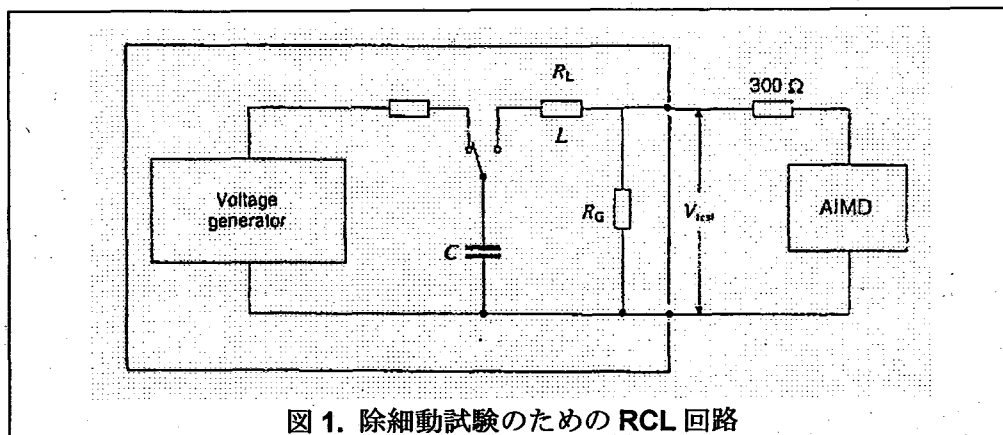 R_L
300 Ω
L
Voltage
generator
R_G
V_test
AIMD
C
図 1. 除細動試験のための RCL 回路